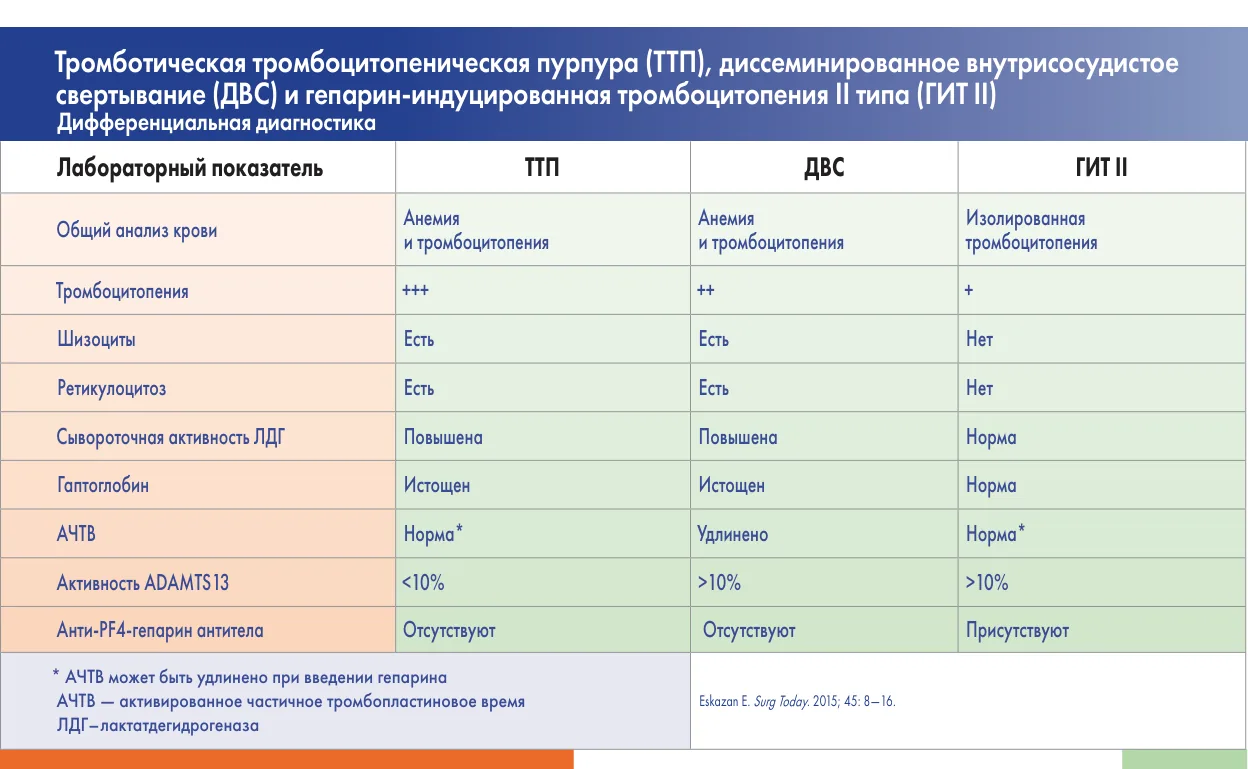 Тромботическая тромбоцитопеническая пурпура (ТТП), диссеминированное внутрисосудистое
свертывание (ДВС) и гепарин-индуцированная тромбоцитопения II типа (ГИТ II)
Дифференциальная диагностика
Лабораторный показатель ТТП ДВС ГИТ II
Общий анализ крови
Анемия
и тромбоцитопения
Анемия
и тромбоцитопения
Изолированная
тромбоцитопения
Тромбоцитопения +++ ++ +
Шизоциты Есть Есть Нет
Ретикулоцитоз Есть Есть Нет
Сывороточная активность ЛДГ Повышена Повышена Норма
Гаптоглобин Истощен Истощен Норма
АЧТВ Норма* Удлинено Норма*
Активность ADAMTS13 <10% >10% >10%
Анти-PF4-гепарин антитела Отсутствуют Отсутствуют Присутствуют
* АЧТВ может быть удлинено при введении гепарина
АЧТВ — активированное частичное тромбопластиновое время
ЛДГ–лактатдегидрогеназа
Eskazan E. Surg Today. 2015; 45: 8—16.